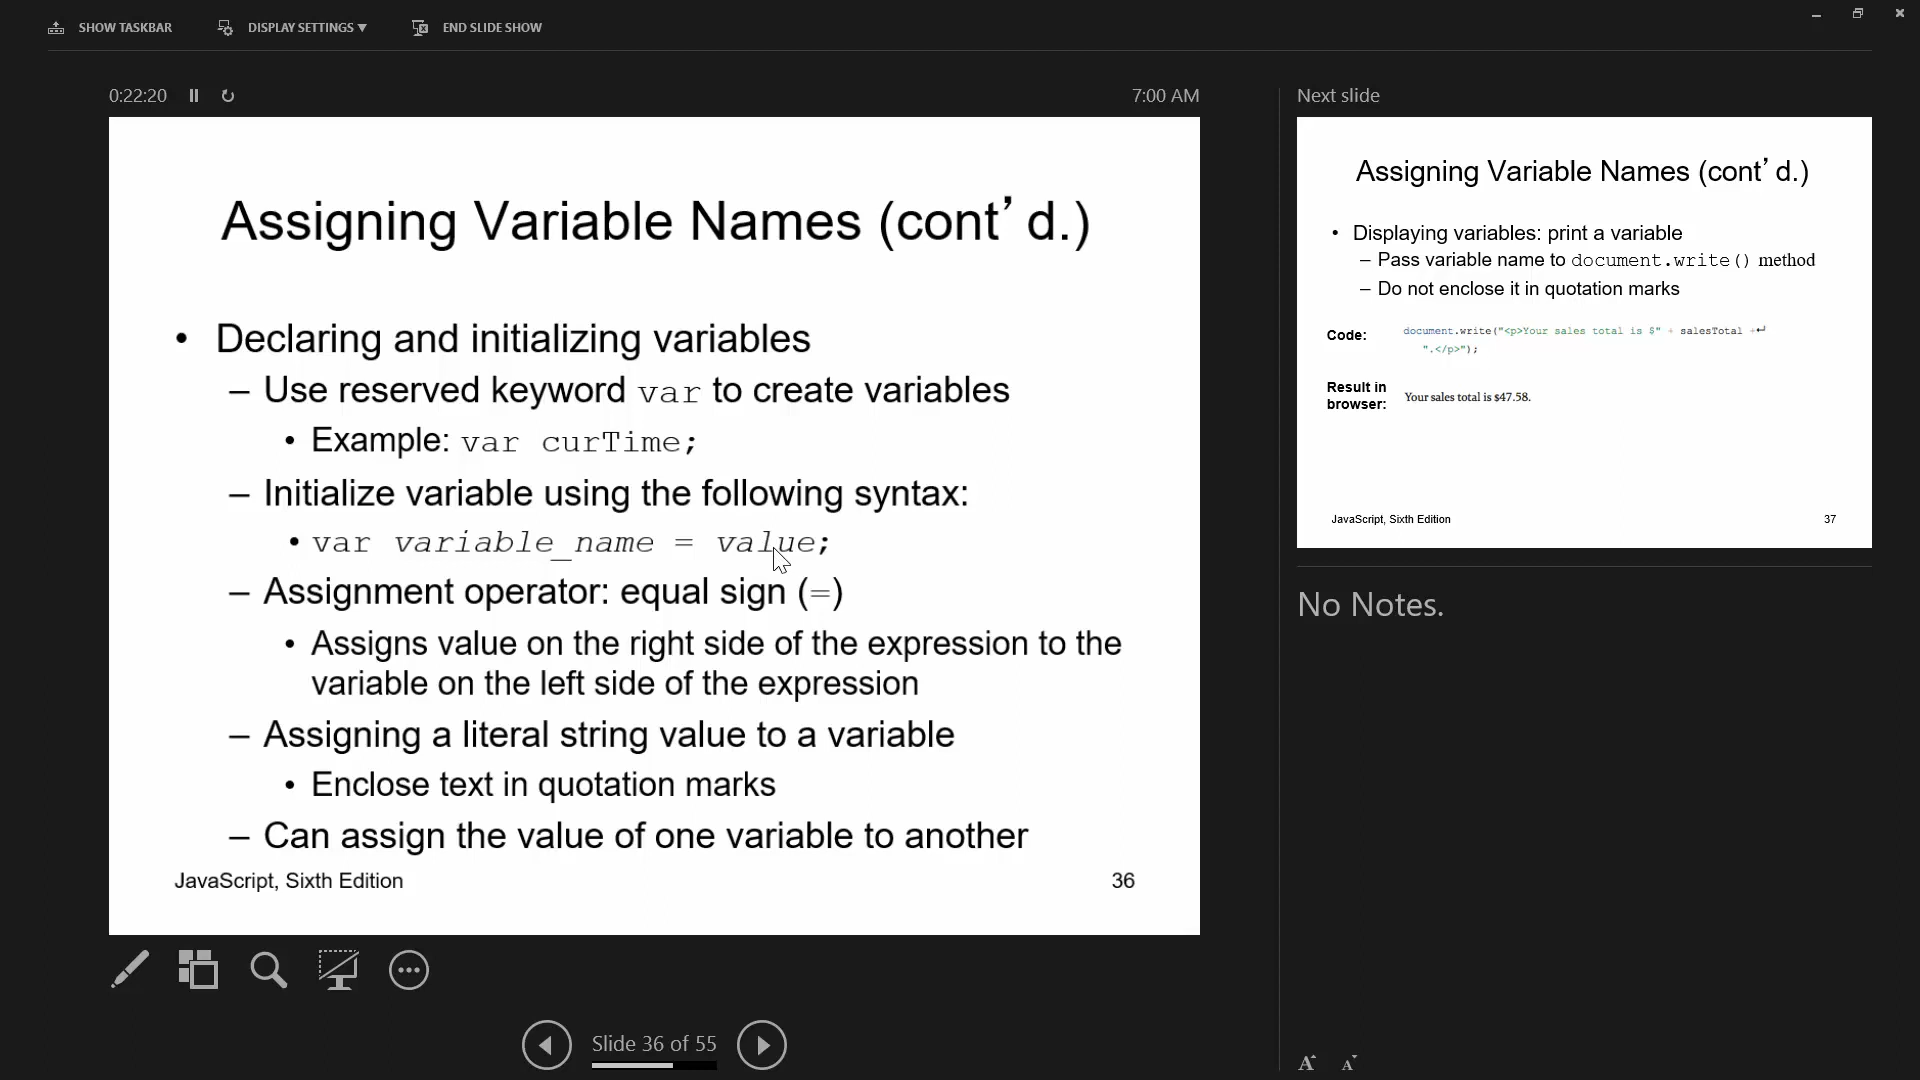 SHOW TASKBAR DISPLAY SETTINGS ▾ END SLIDE SHOW
0:22:20 7:00 AM
Assigning Variable Names (cont’d.)
• Declaring and initializing variables
– Use reserved keyword var to create variables
• Example: var curTime;
– Initialize variable using the following syntax:
• var variable_name = value;
– Assignment operator: equal sign (=)
• Assigns value on the right side of the expression to the
variable on the left side of the expression
– Assigning a literal string value to a variable
• Enclose text in quotation marks
– Can assign the value of one variable to another
JavaScript, Sixth Edition 36
Slide 36 of 55
Next slide
Assigning Variable Names (cont’d.)
• Displaying variables: print a variable
– Pass variable name to document.write() method
– Do not enclose it in quotation marks
Code: document.write("<p>Your sales total is $" + salesTotal +↵
".</p>");
Result in
browser: Your sales total is $47.58.
JavaScript, Sixth Edition 37
No Notes.
A A